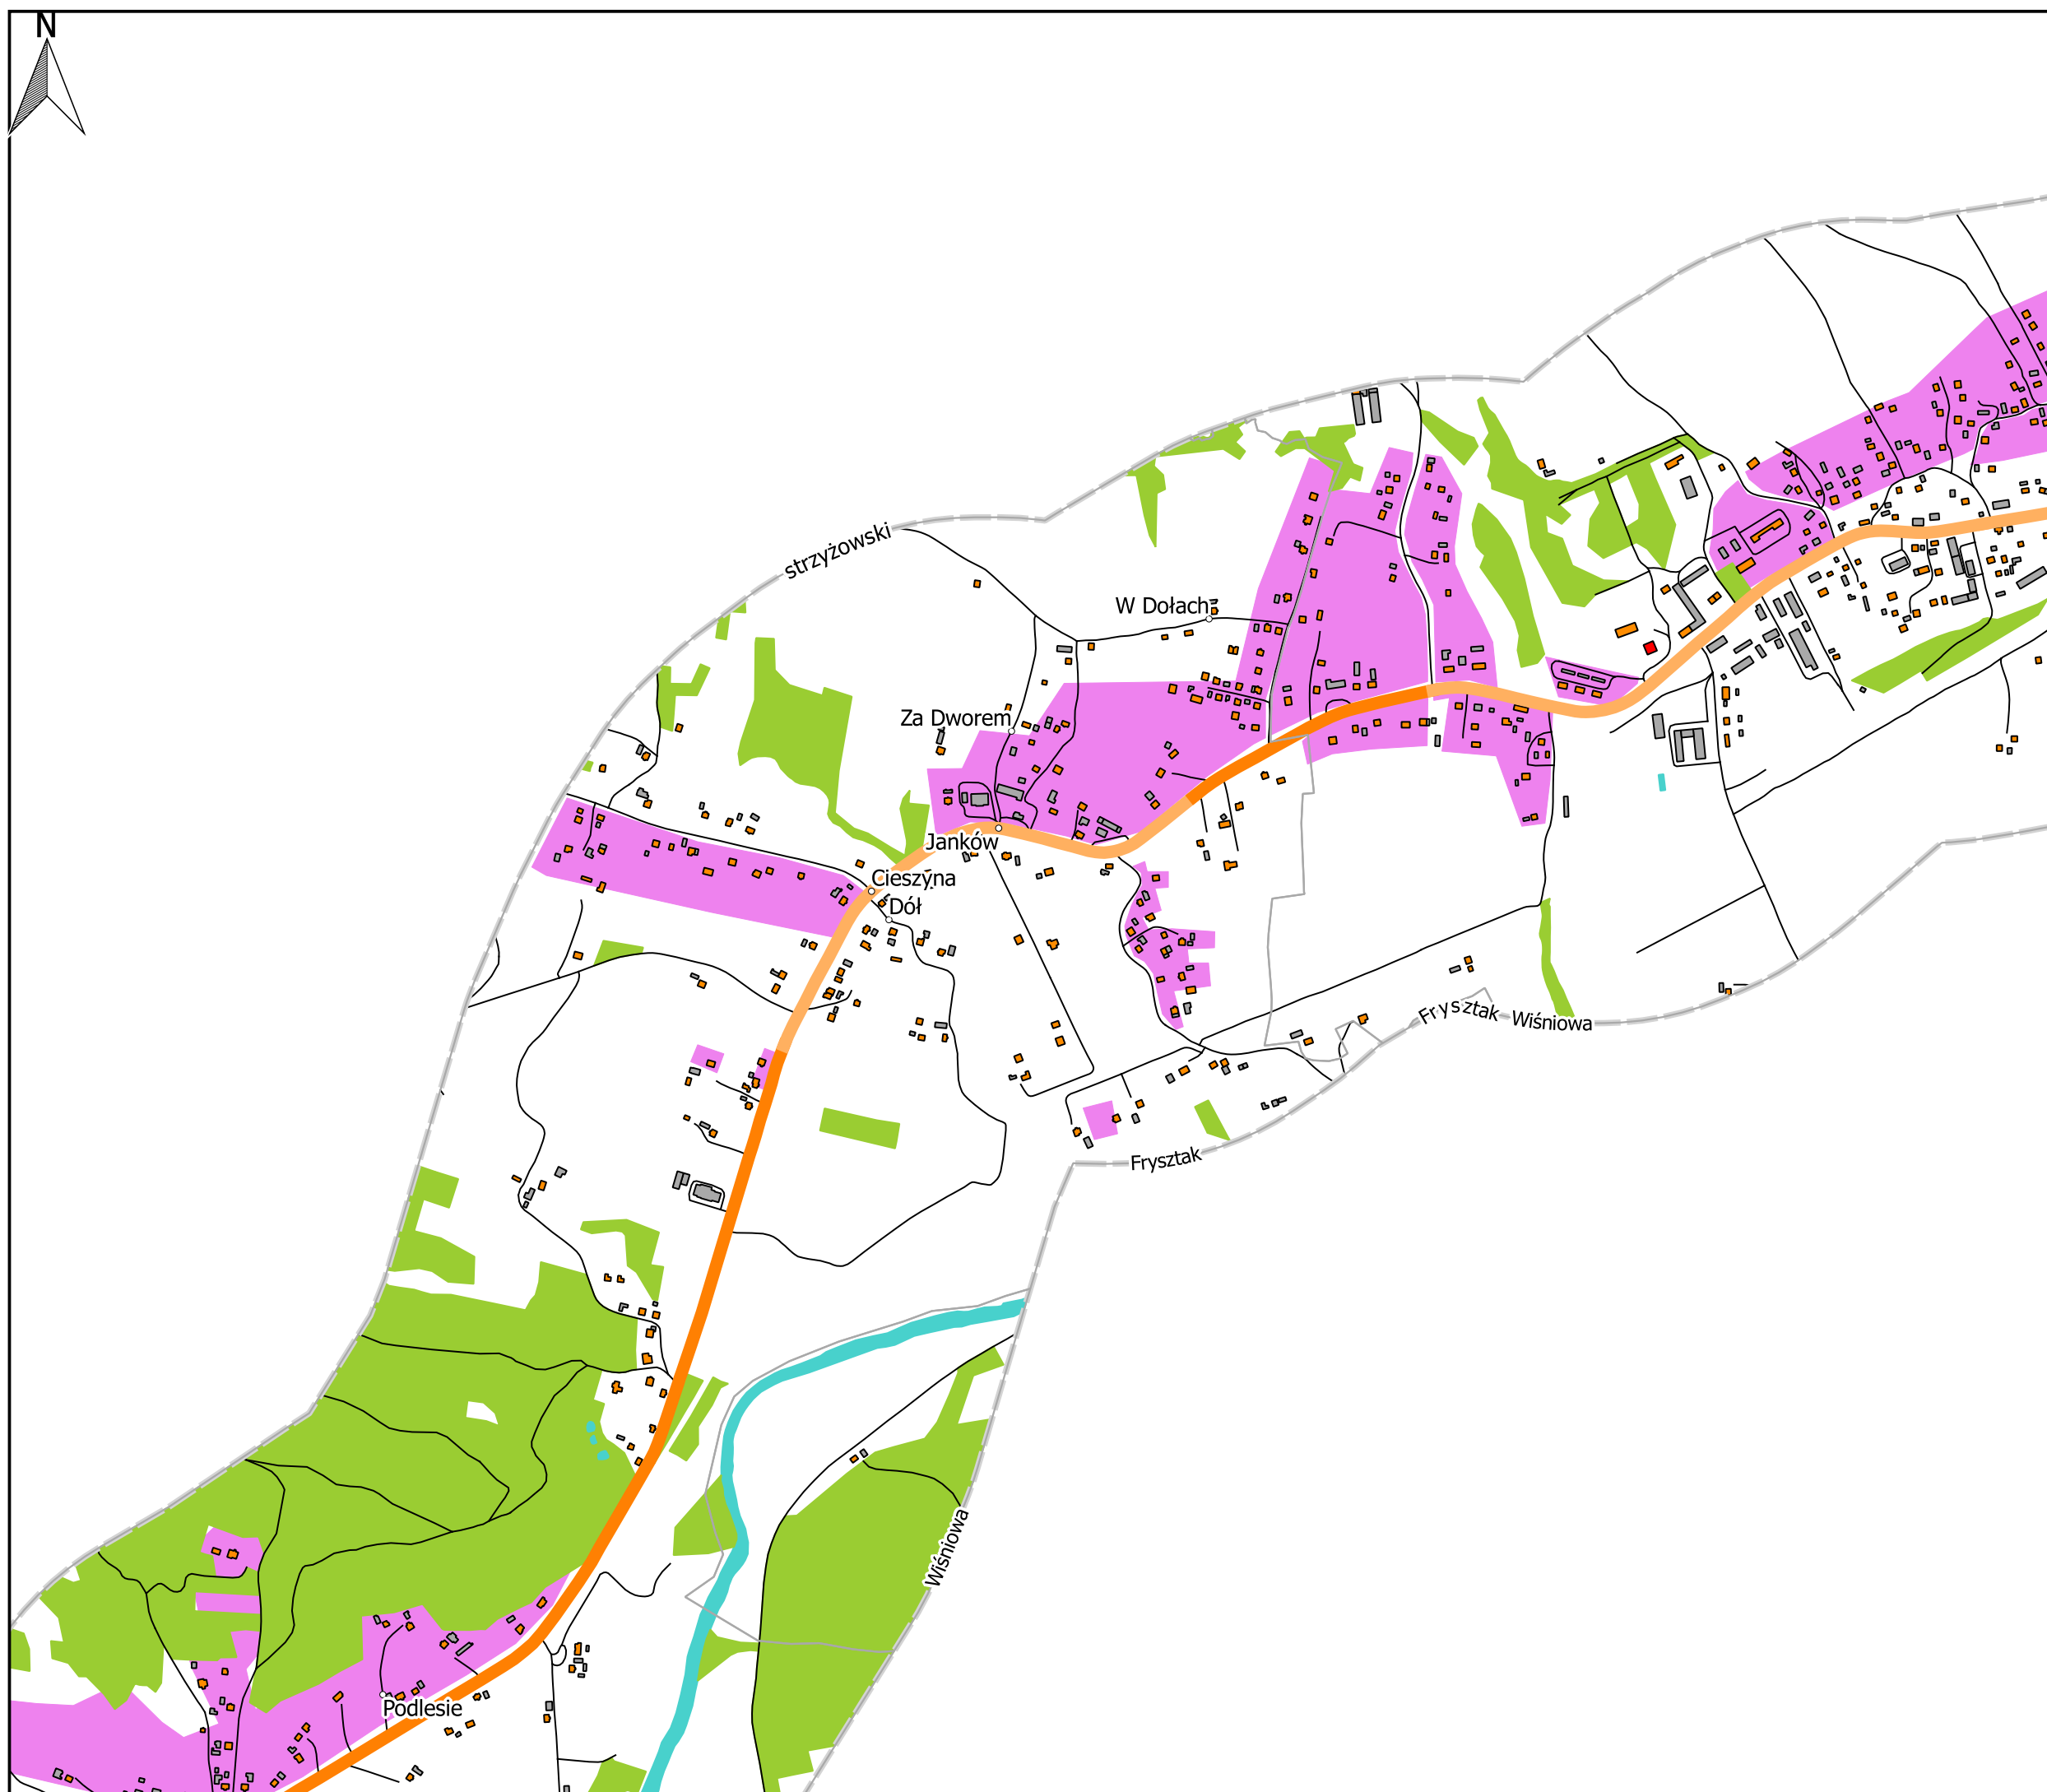 N
strzyżowski
W Dołach
Za Dworem
Janków
Cieszyna
Dół
Frysztak Wiśniowa
Frysztak
Wiśniowa
Podlesie